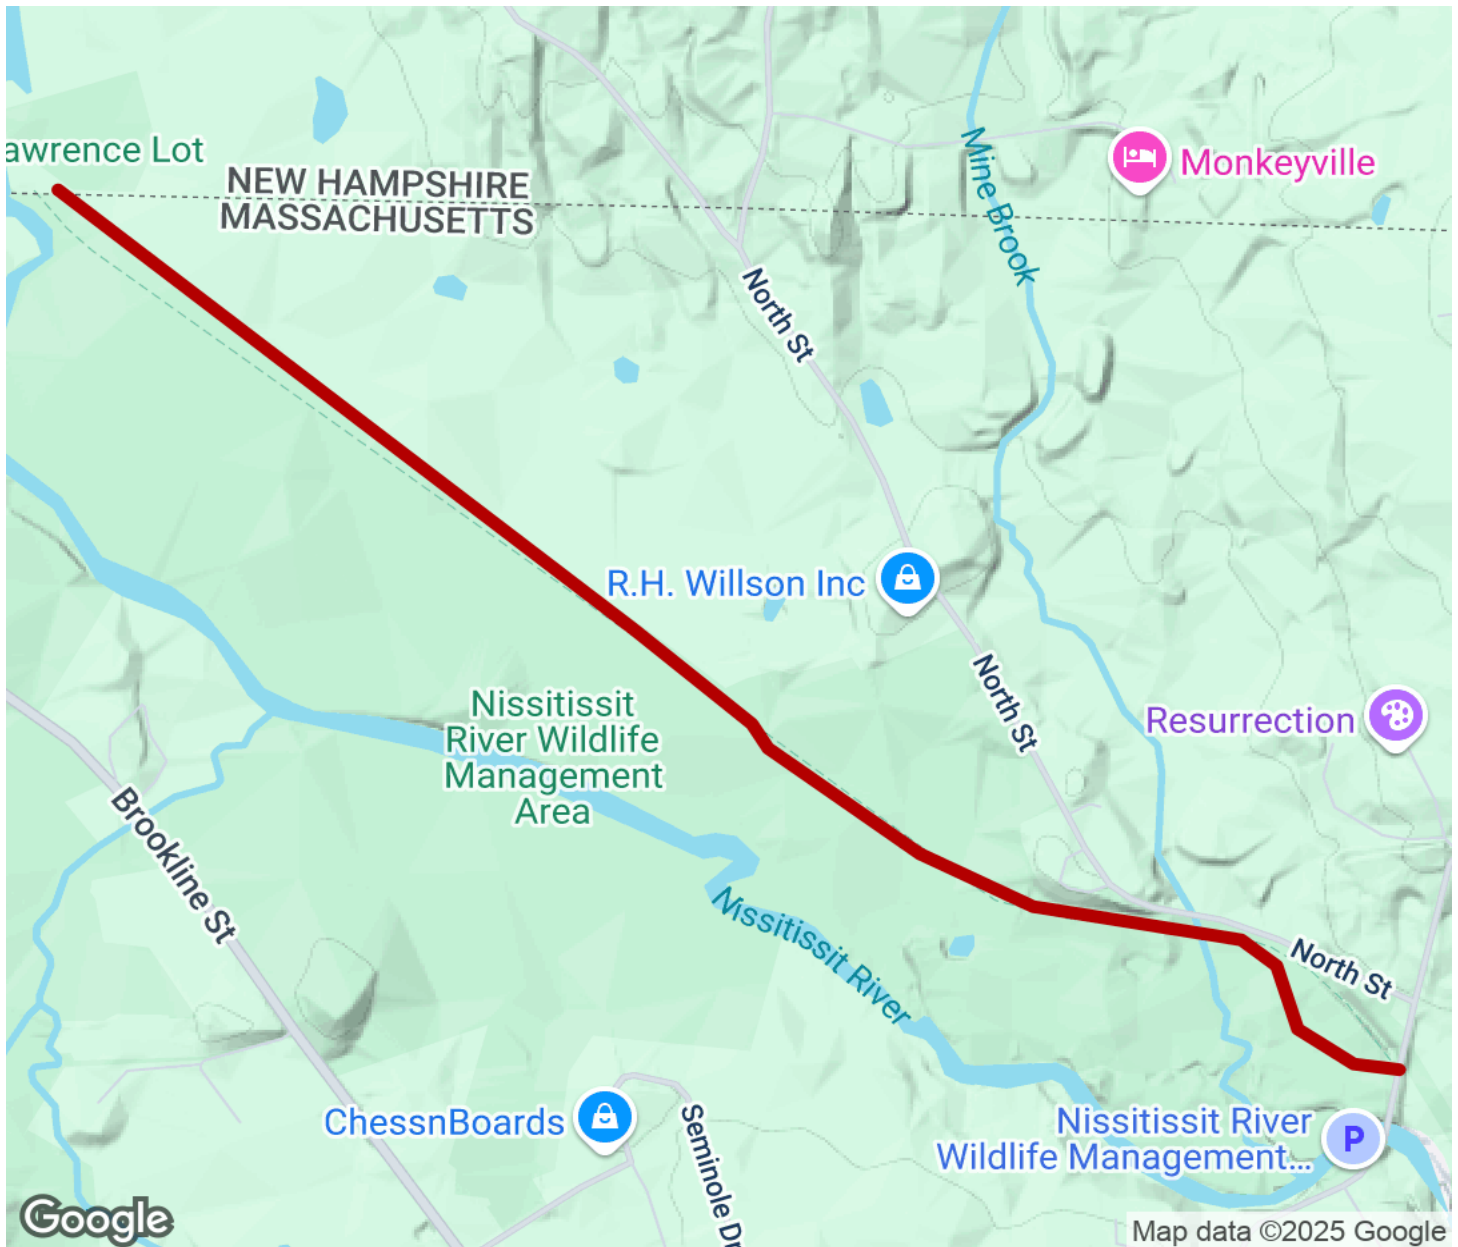 awrence Lot
NEW HAMPSHIRE
MASSACHUSETTS
Mine Brook
Monkeyville
North St
R.H. Willson Inc
North St
Resurrection
Nissitissit
River Wildlife
Management
Area
Brookline St
Nissitissit River
North St
ChessnBoards
Seminole Dr
Nissitissit River
Wildlife Management...
P
Google
Map data ©2025 Google